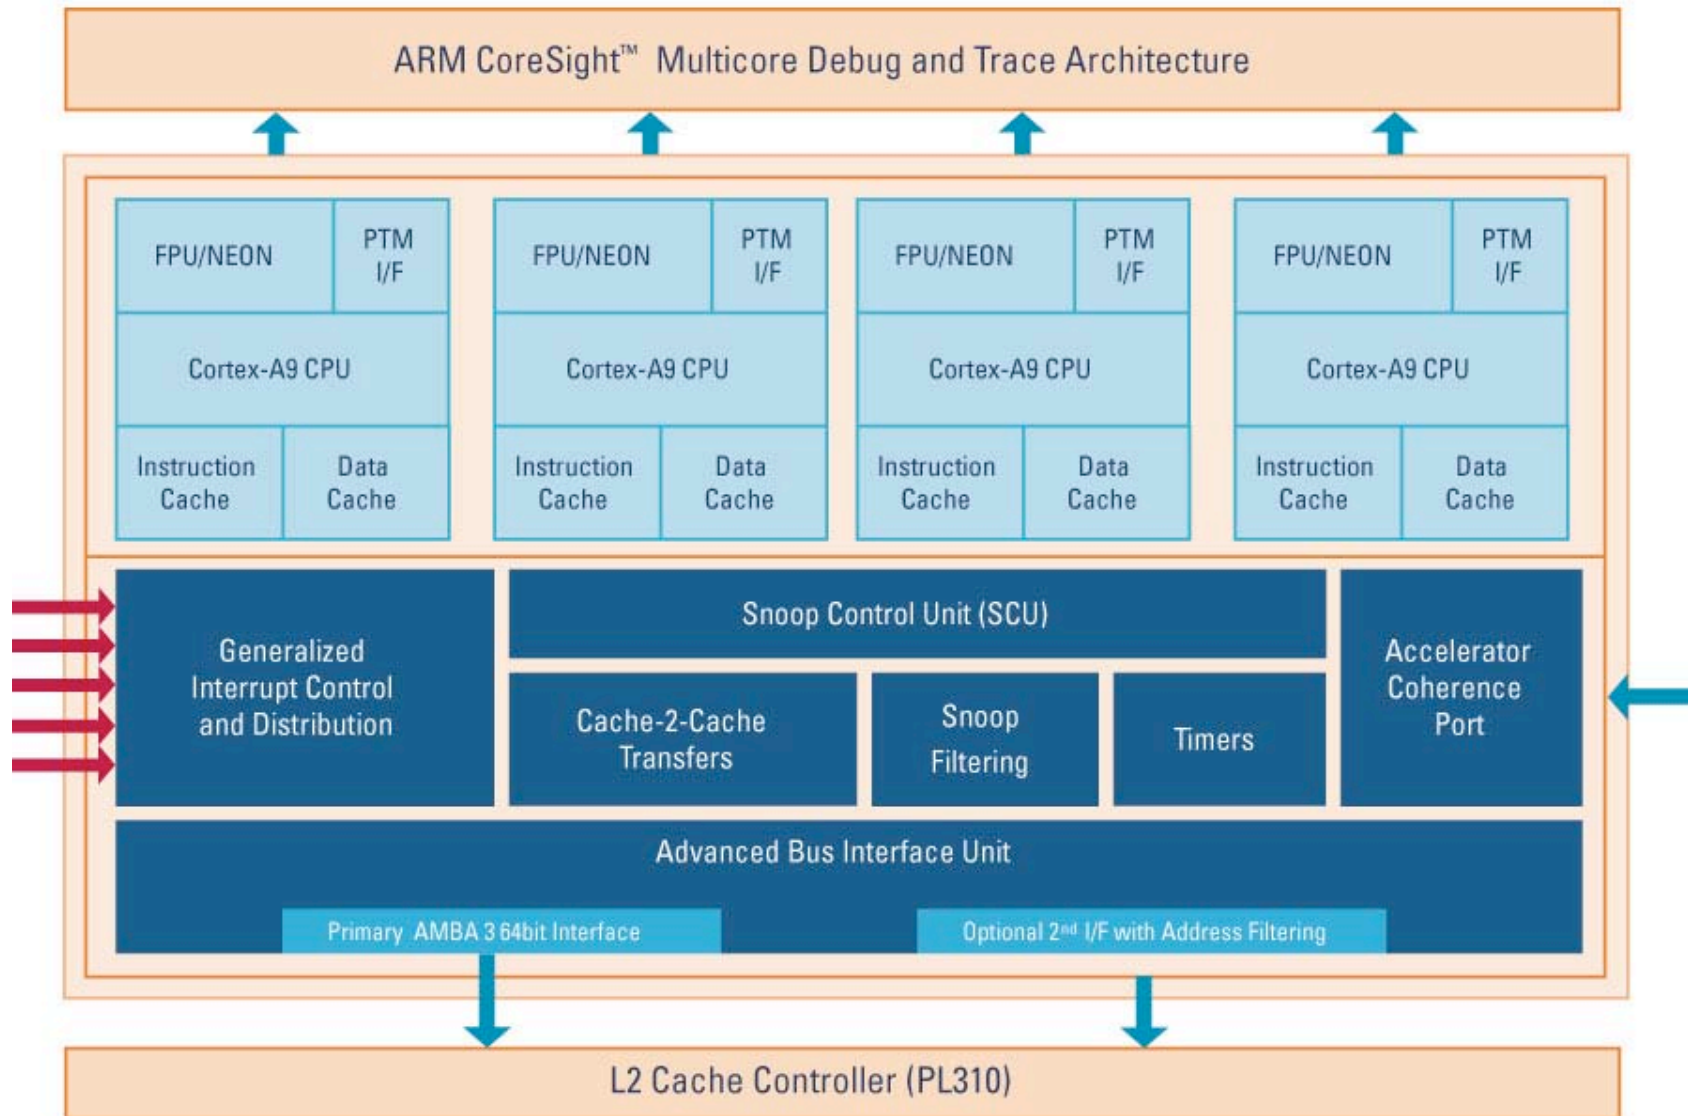 ARM CoreSight™ Multicore Debug and Trace Architecture
FPU/NEON
PTM
I/F
Cortex-A9 CPU
Instruction
Cache
Data
Cache
FPU/NEON
PTM
I/F
Cortex-A9 CPU
Instruction
Cache
Data
Cache
FPU/NEON
PTM
I/F
Cortex-A9 CPU
Instruction
Cache
Data
Cache
FPU/NEON
PTM
I/F
Cortex-A9 CPU
Instruction
Cache
Data
Cache
Generalized
Interrupt Control
and Distribution
Snoop Control Unit (SCU)
Cache-2-Cache
Transfers
Snoop
Filtering
Timers
Accelerator
Coherence
Port
Advanced Bus Interface Unit
Primary AMBA 3 64bit Interface
Optional 2nd I/F with Address Filtering
L2 Cache Controller (PL310)